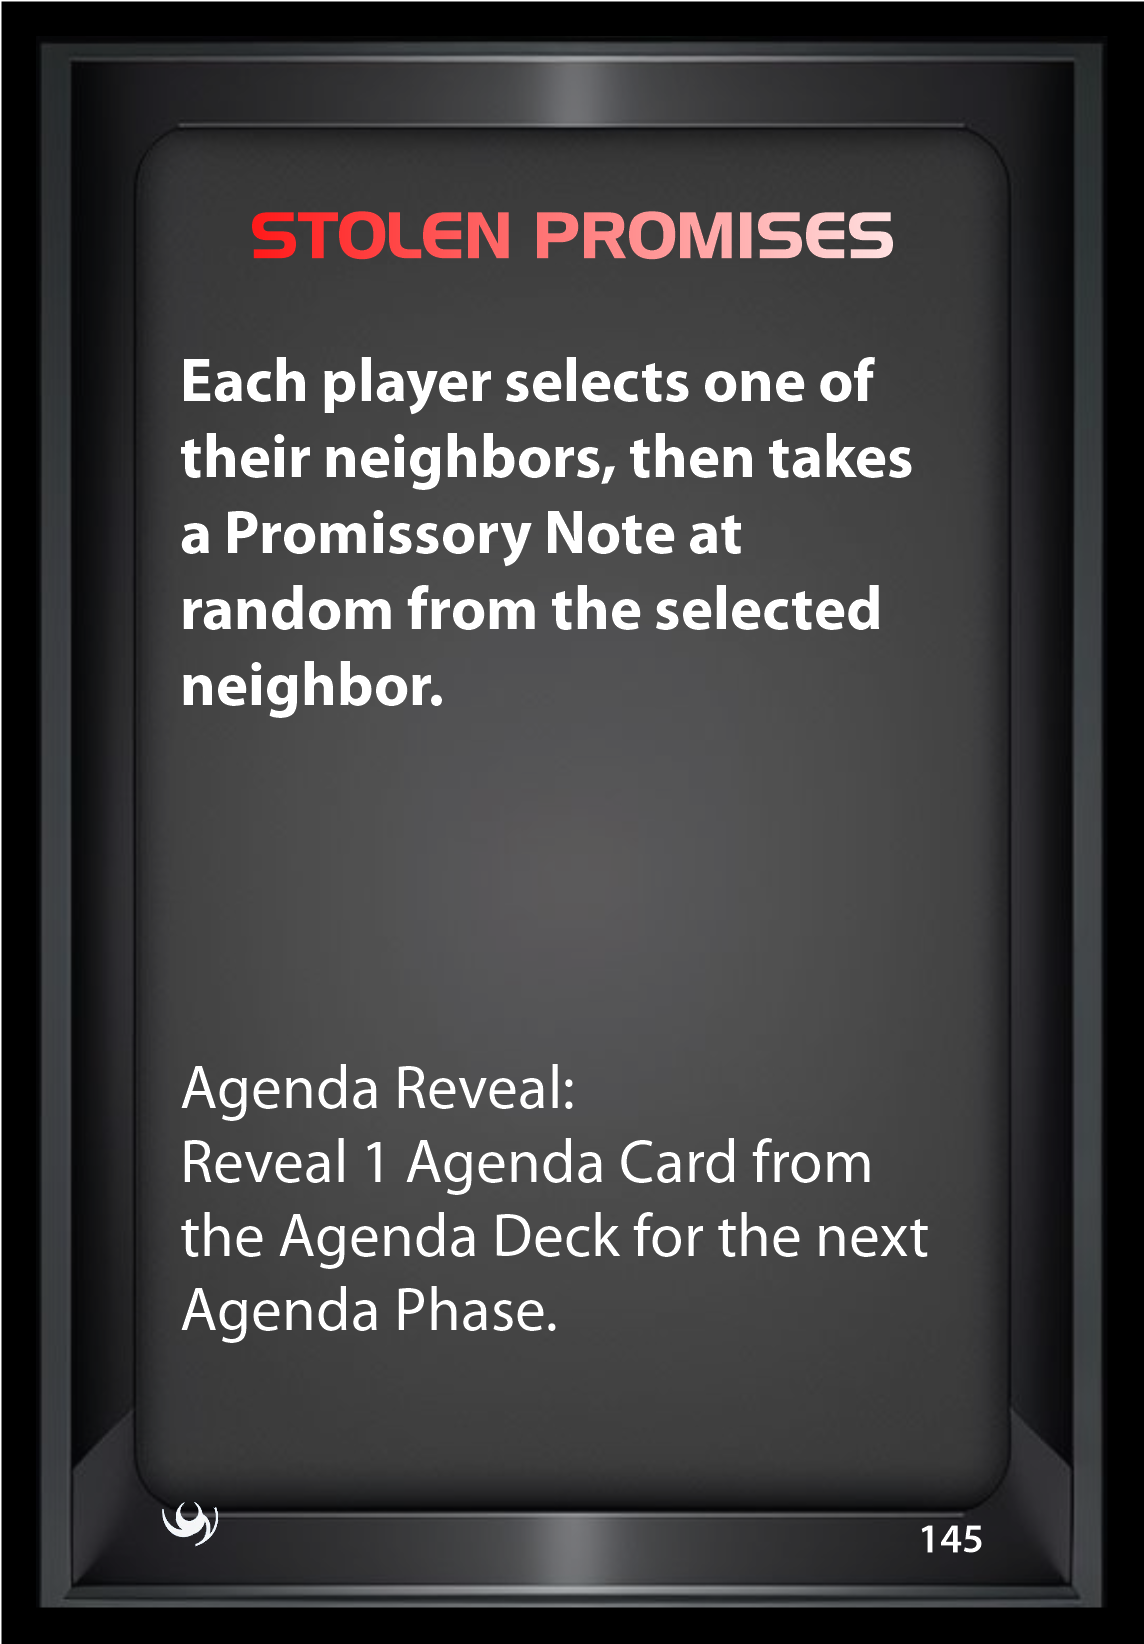 STOLEN PROMISES
Each player selects one of
their neighbors, then takes
a Promissory Note at
random from the selected
neighbor.
Agenda Reveal:
Reveal 1 Agenda Card from
the Agenda Deck for the next
Agenda Phase.
145